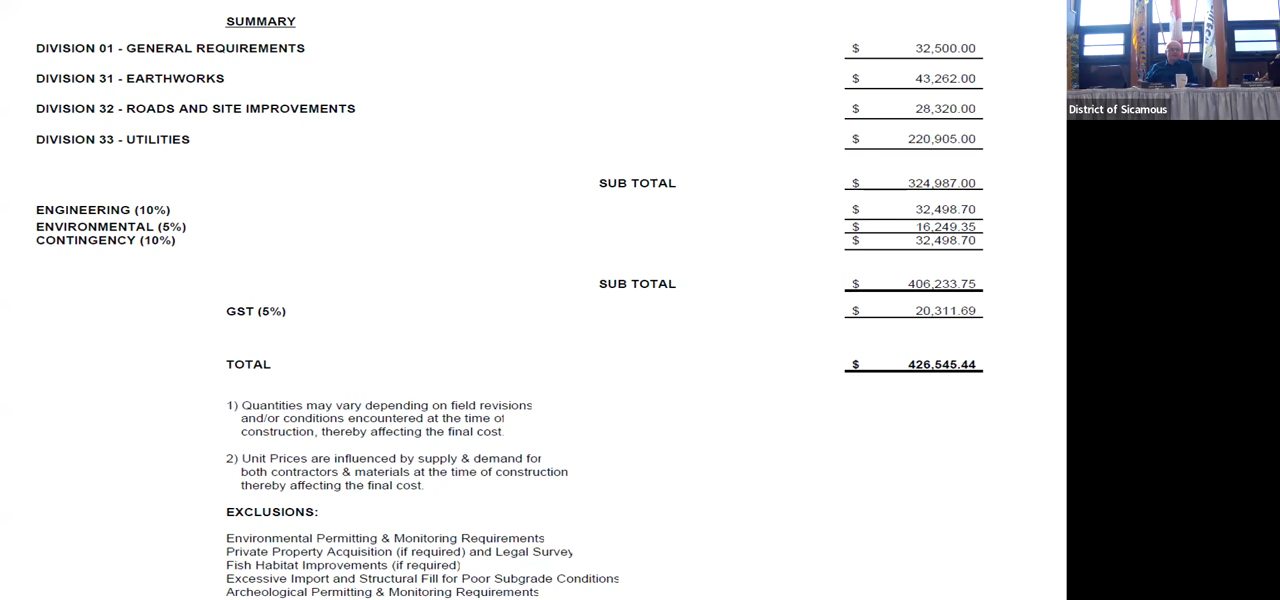 SUMMARY
DIVISION 01 - GENERAL REQUIREMENTS $ 32,500.00
DIVISION 31 - EARTHWORKS $ 43,262.00
DIVISION 32 - ROADS AND SITE IMPROVEMENTS $ 28,320.00
DIVISION 33 - UTILITIES $ 220,905.00
SUB TOTAL $ 324,987.00
ENGINEERING (10%) $ 32,498.70
ENVIRONMENTAL (5%) $ 16,249.35
CONTINGENCY (10%) $ 32,498.70
SUB TOTAL $ 406,233.75
GST (5%) $ 20,311.69
TOTAL $ 426,545.44
1) Quantities may vary depending on field revisions
and/or conditions encountered at the time of
construction, thereby affecting the final cost.
2) Unit Prices are influenced by supply & demand for
both contractors & materials at the time of construction
thereby affecting the final cost.
EXCLUSIONS:
Environmental Permitting & Monitoring Requirements
Private Property Acquisition (if required) and Legal Survey
Fish Habitat Improvements (if required)
Excessive Import and Structural Fill for Poor Subgrade Conditions
Archeological Permitting & Monitoring Requirements
District of Sicamous